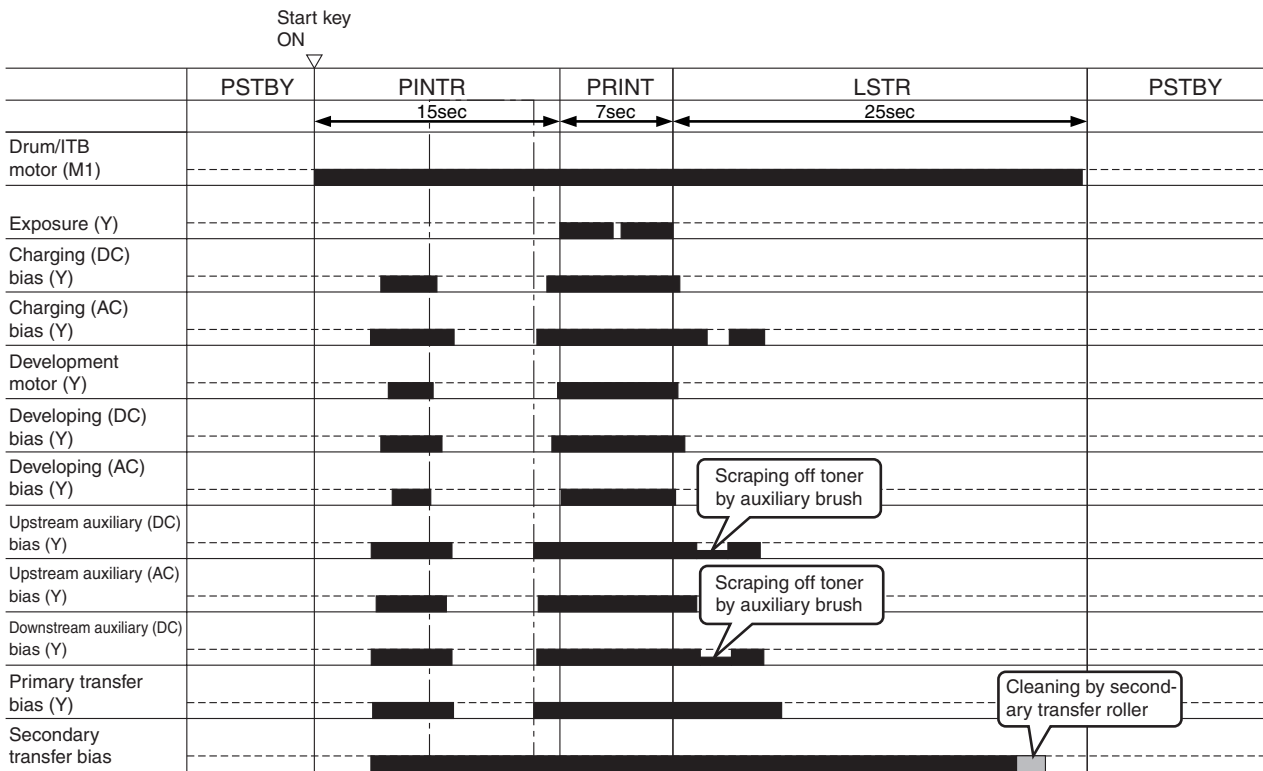 Start key
ON
PSTBY PINTR PRINT LSTR PSTBY
15sec 7sec 25sec
Drum/ITB
motor (M1)
Exposure (Y)
Charging (DC)
bias (Y)
Charging (AC)
bias (Y)
Development
motor (Y)
Developing (DC)
bias (Y)
Developing (AC)
bias (Y)
Scraping off toner
by auxiliary brush
Upstream auxiliary (DC)
bias (Y)
Upstream auxiliary (AC)
bias (Y)
Scraping off toner
by auxiliary brush
Downstream auxiliary (DC)
bias (Y)
Primary transfer
bias (Y)
Cleaning by second-
ary transfer roller
Secondary
transfer bias